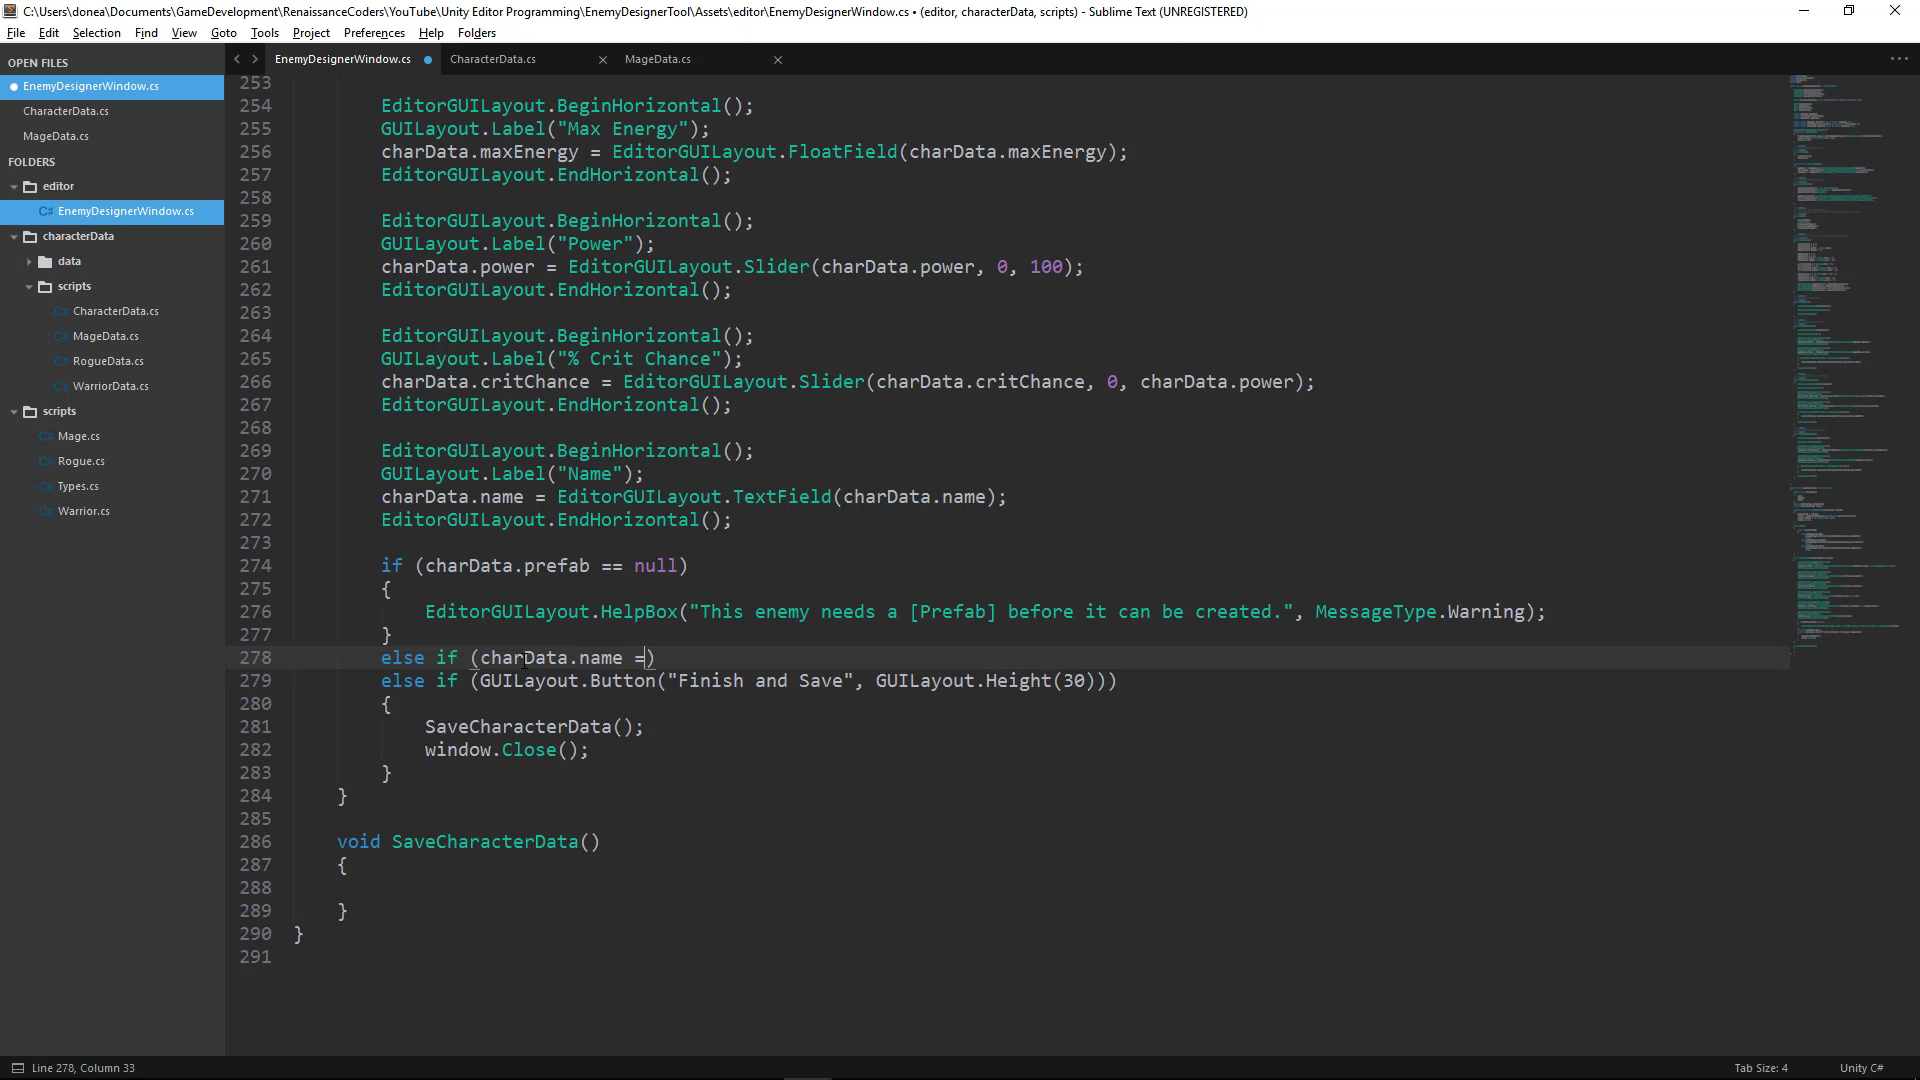 C:\Users\donea\Documents\GameDevelopment\RenaissanceCoders\YouTube\Unity Editor Programming\EnemyDesignerTool\Assets\editor\EnemyDesignerWindow.cs • (editor, characterData, scripts) - Sublime Text (UNREGISTERED)
File Edit Selection Find View Goto Tools Project Preferences Help Folders
OPEN FILES
EnemyDesignerWindow.cs
CharacterData.cs
MageData.cs
FOLDERS
editor
EnemyDesignerWindow.cs
characterData
data
scripts
CharacterData.cs
MageData.cs
RogueData.cs
WarriorData.cs
scripts
Mage.cs
Rogue.cs
Types.cs
Warrior.cs
EnemyDesignerWindow.cs CharacterData.cs MageData.cs
253
254 EditorGUILayout.BeginHorizontal();
255 GUILayout.Label("Max Energy");
256 charData.maxEnergy = EditorGUILayout.FloatField(charData.maxEnergy);
257 EditorGUILayout.EndHorizontal();
258
259 EditorGUILayout.BeginHorizontal();
260 GUILayout.Label("Power");
261 charData.power = EditorGUILayout.Slider(charData.power, 0, 100);
262 EditorGUILayout.EndHorizontal();
263
264 EditorGUILayout.BeginHorizontal();
265 GUILayout.Label("% Crit Chance");
266 charData.critChance = EditorGUILayout.Slider(charData.critChance, 0, charData.power);
267 EditorGUILayout.EndHorizontal();
268
269 EditorGUILayout.BeginHorizontal();
270 GUILayout.Label("Name");
271 charData.name = EditorGUILayout.TextField(charData.name);
272 EditorGUILayout.EndHorizontal();
273
274 if (charData.prefab == null)
275 {
276 EditorGUILayout.HelpBox("This enemy needs a [Prefab] before it can be created.", MessageType.Warning);
277 }
278 else if (charData.name =)
279 else if (GUILayout.Button("Finish and Save", GUILayout.Height(30)))
280 {
281 SaveCharacterData();
282 window.Close();
283 }
284 }
285
286 void SaveCharacterData()
287 {
288
289 }
290 }
291
Line 278, Column 33 Tab Size: 4 Unity C#